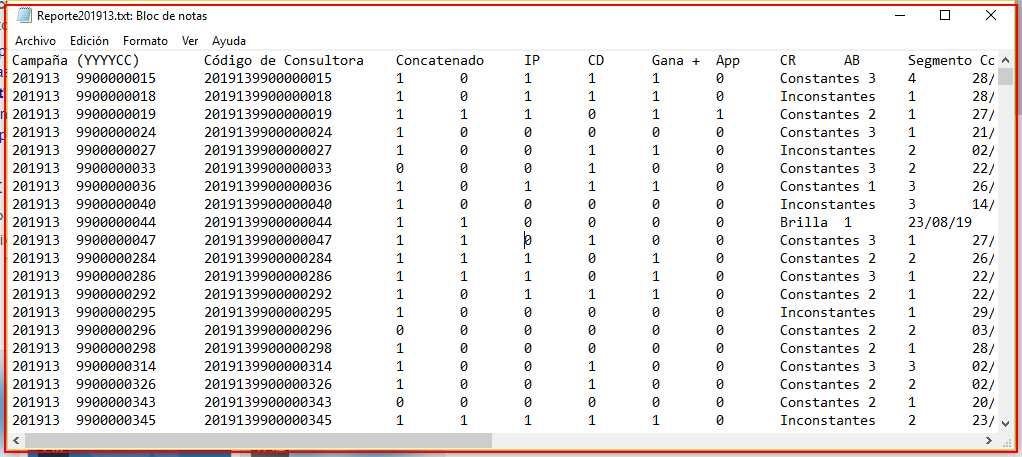 Reporte201913.txt: Bloc de notas
Archivo Edición Formato Ver Ayuda
Campaña (YYYYCC) Código de Consultora Concatenado IP CD Gana + App CR AB Segmento Co
201913 9900000015 2019139900000015 1 0 1 1 1 0 Constantes 3 4 28/
201913 9900000018 2019139900000018 1 0 1 1 1 0 Inconstantes 1 28/
201913 9900000019 2019139900000019 1 1 1 0 1 1 Constantes 2 1 27/
201913 9900000024 2019139900000024 1 0 0 0 0 0 Constantes 3 1 21/
201913 9900000027 2019139900000027 1 0 0 1 1 0 Inconstantes 2 02/
201913 9900000033 2019139900000033 0 0 0 1 0 0 Constantes 3 2 22/
201913 9900000036 2019139900000036 1 0 1 1 1 0 Constantes 1 3 26/
201913 9900000040 2019139900000040 1 0 0 0 0 0 Inconstantes 3 14/
201913 9900000044 2019139900000044 1 1 0 0 0 0 Brilla 1 23/08/19
201913 9900000047 2019139900000047 1 1 0 1 0 0 Constantes 3 1 27/
201913 9900000284 2019139900000284 1 1 1 0 1 0 Constantes 2 2 26/
201913 9900000286 2019139900000286 1 1 1 1 1 0 Constantes 3 1 22/
201913 9900000292 2019139900000292 1 0 1 1 1 0 Constantes 2 1 22/
201913 9900000295 2019139900000295 1 0 0 0 0 0 Inconstantes 1 29/
201913 9900000296 2019139900000296 0 0 0 0 0 0 Constantes 2 2 03/
201913 9900000298 2019139900000298 1 0 0 0 0 0 Constantes 2 1 28/
201913 9900000314 2019139900000314 1 0 0 1 0 0 Constantes 3 3 02/
201913 9900000326 2019139900000326 1 0 0 1 0 0 Constantes 2 2 02/
201913 9900000343 2019139900000343 0 0 0 0 0 0 Constantes 2 1 20/
201913 9900000345 2019139900000345 1 1 1 1 1 0 Inconstantes 2 23/